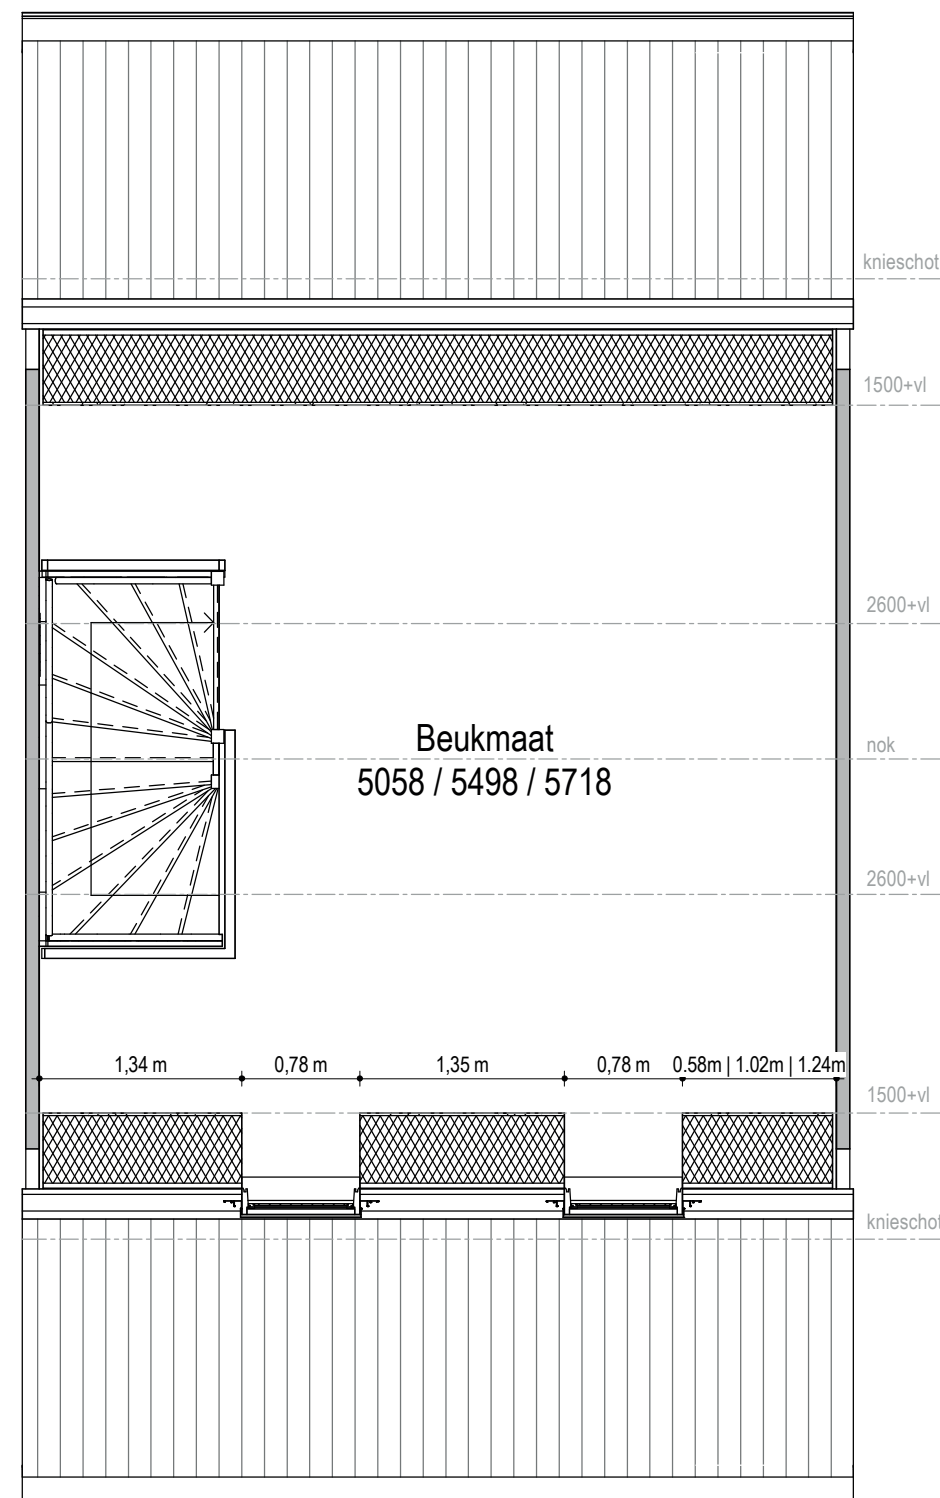 knieschot
1500+vl
2600+vl
Beukmaat
nok
5058 / 5498 / 5718
2600+vl
1,34 m
0,78 m
1,35 m
0,78 m
0.58m | 1.02m | 1.24m
1500+vl
knieschot